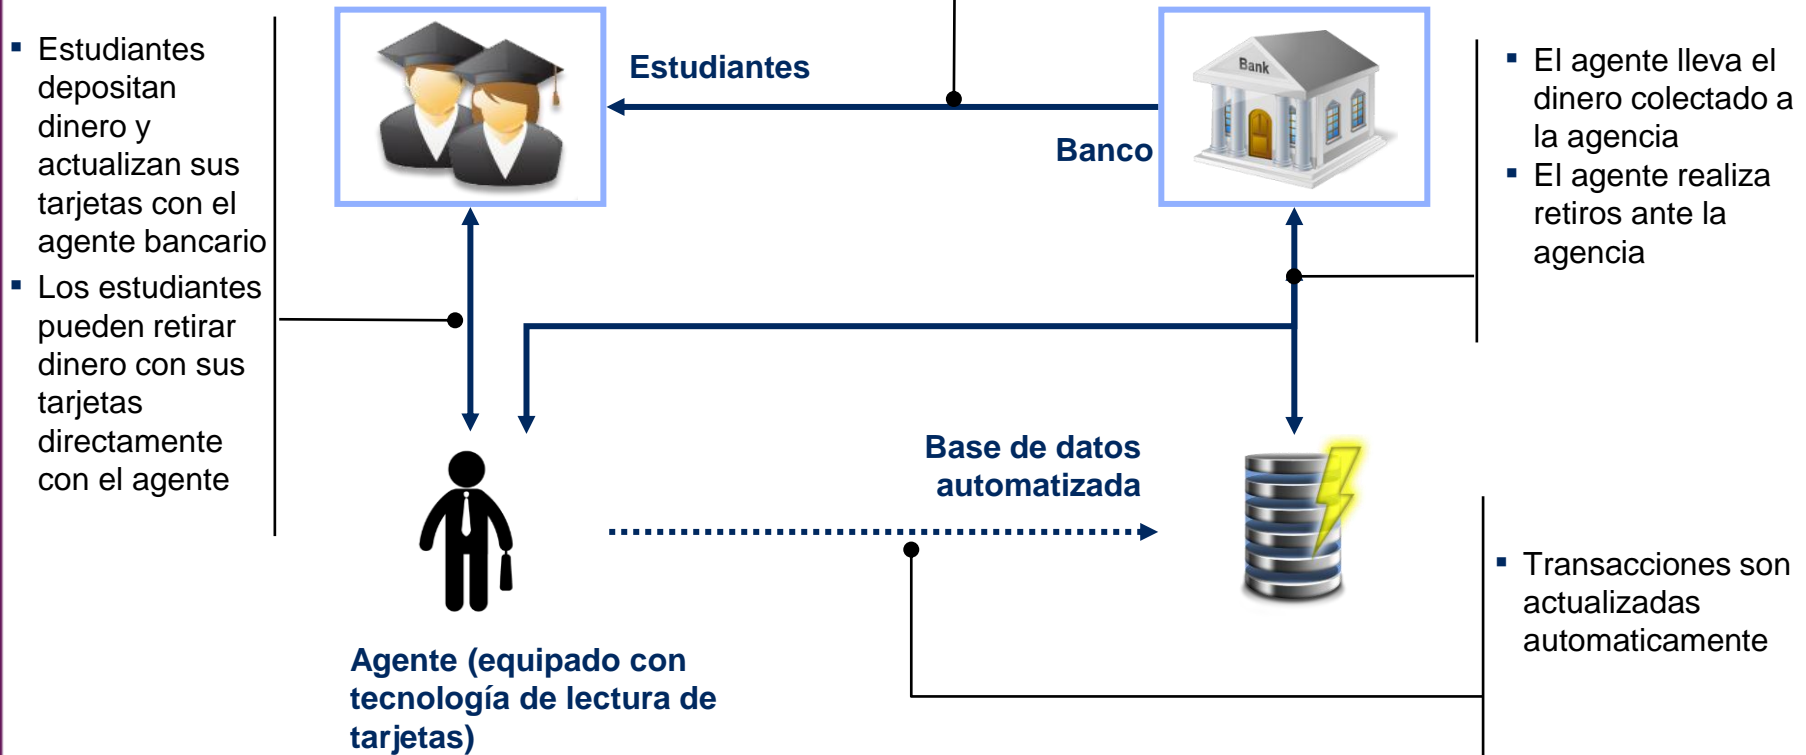 Estudiantes
depositan
dinero y
actualizan sus
tarjetas con el
agente bancario
Los estudiantes
pueden retirar
dinero con sus
tarjetas
directamente
con el agente
Estudiantes
Bank
Banco
El agente lleva el
dinero colectado a
la agencia
El agente realiza
retiros ante la
agencia
Base de datos
automatizada
Agente (equipado con
tecnología de lectura de
tarjetas)
Transacciones son
actualizadas
automaticamente